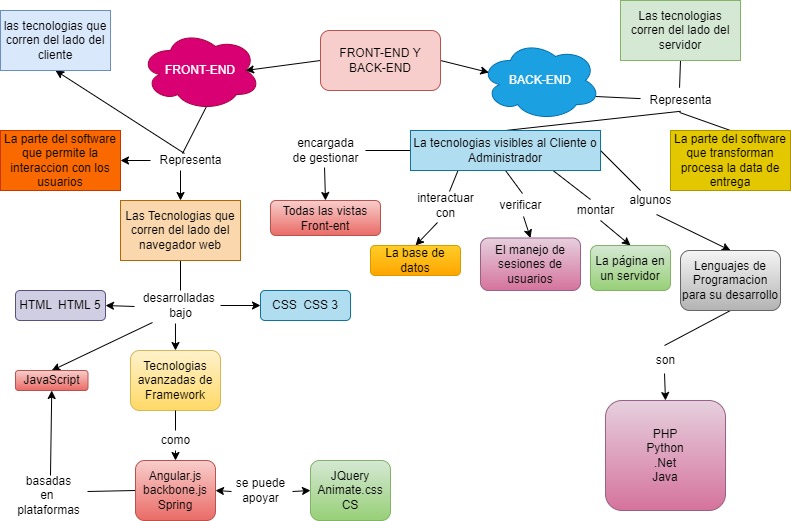 las tecnologías que
corren del lado del
cliente
FRONT-END
FRONT-END Y
BACK-END
BACK-END
Las tecnologías
corren del lado del
servidor
Representa
La parte del software
que permite la
interaccion con los
usuarios
Representa
encargada
de gestionar
La tecnologías visibles al Cliente o
Administrador
La parte del software
que transforman
procesa la data de
entrega
interactuar
con
verificar
montar
algunos
Las Tecnologías que
corren del lado del
navegador web
Todas las vistas
Front-ent
La base de
datos
El manejo de
sesiones de
usuarios
La página en
un servidor
Lenguajes de
Programacion
para su desarrollo
HTML HTML 5
desarrolladas
bajo
CSS CSS 3
JavaScript
Tecnologías
avanzadas de
Framework
son
como
PHP
Python
.Net
Java
basadas
en
plataformas
Angular.js
backbone.js
Spring
se puede
apoyar
JQuery
Animate.css
CS